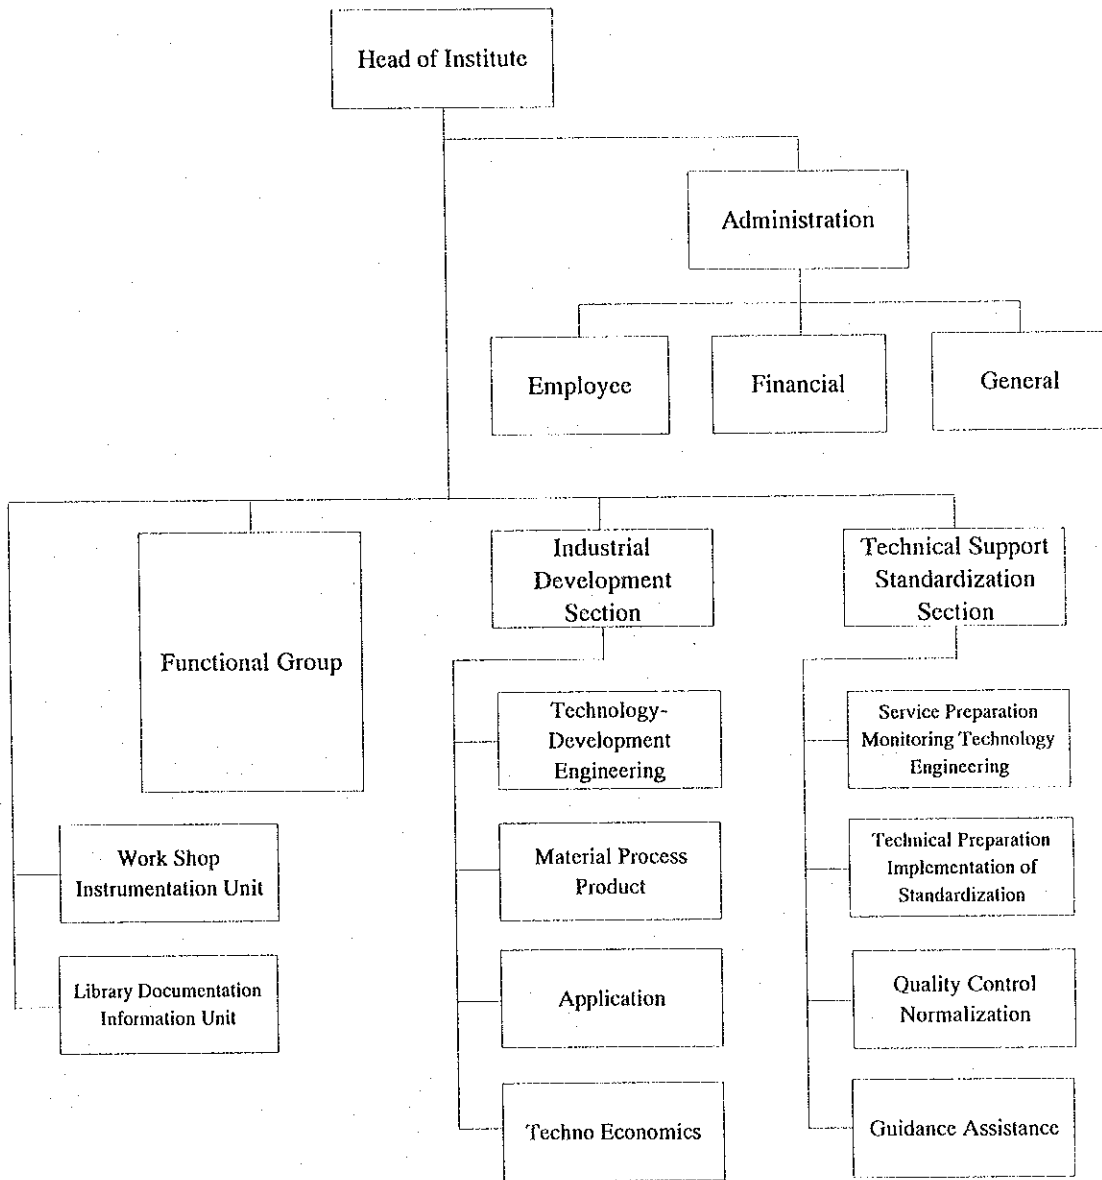 Head of Institute
Administration
Employee
Financial
General
Functional Group
Industrial
Development
Section
Technical Support
Standardization
Section
Technology-
Development
Engineering
Service Preparation
Monitoring Technology
Engineering
Work Shop
Instrumentation Unit
Material Process
Product
Technical Preparation
Implementation of
Standardization
Library Documentation
Information Unit
Application
Quality Control
Normalization
Techno Economics
Guidance Assistance